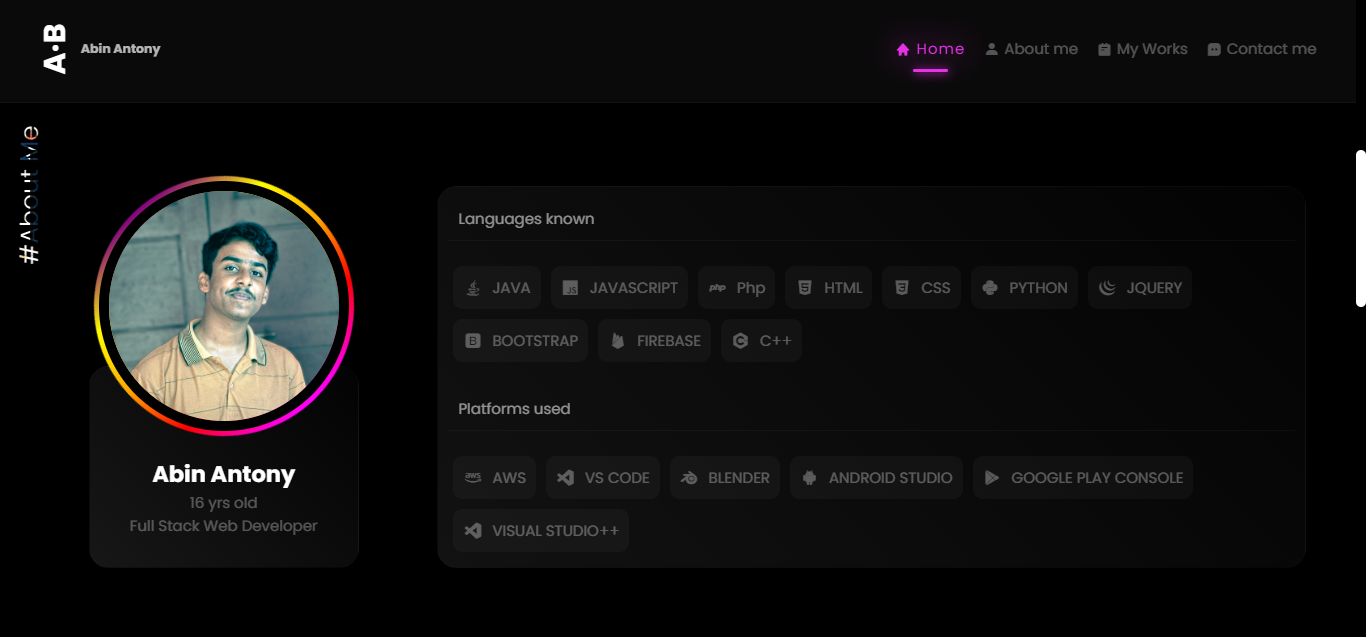 A·B
Abin Antony
Home
About me
My Works
Contact me
#About Me
Abin Antony
16 yrs old
Full Stack Web Developer
Languages known
JAVA
JS JAVASCRIPT
php Php
HTML
CSS
PYTHON
JQUERY
B BOOTSTRAP
FIREBASE
C++
Platforms used
aws AWS
VS CODE
BLENDER
ANDROID STUDIO
GOOGLE PLAY CONSOLE
VISUAL STUDIO++